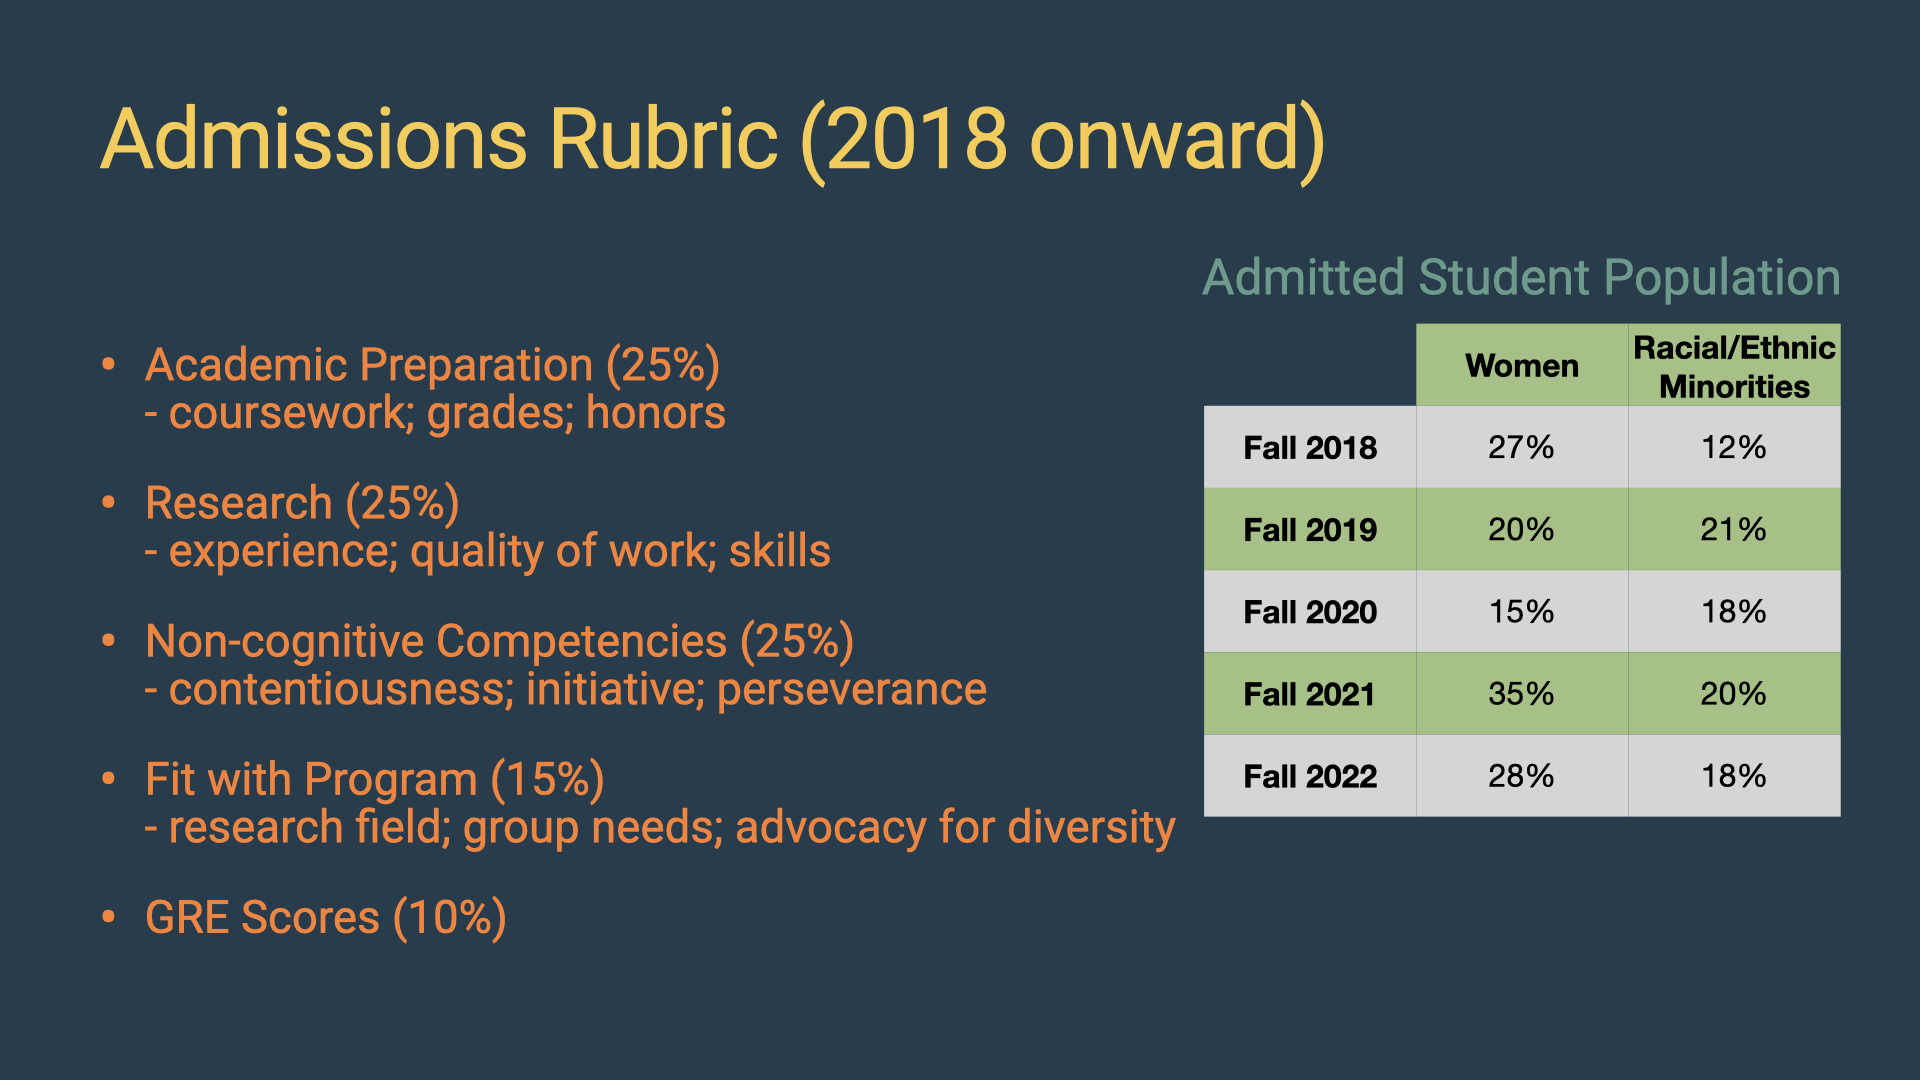 Admissions Rubric (2018 onward)
• Academic Preparation (25%)
- coursework; grades; honors
• Research (25%)
- experience; quality of work; skills
• Non-cognitive Competencies (25%)
- contentiousness; initiative; perseverance
• Fit with Program (15%)
- research field; group needs; advocacy for diversity
• GRE Scores (10%)
Admitted Student Population
Women Racial/Ethnic
Minorities
Fall 2018 27% 12%
Fall 2019 20% 21%
Fall 2020 15% 18%
Fall 2021 35% 20%
Fall 2022 28% 18%